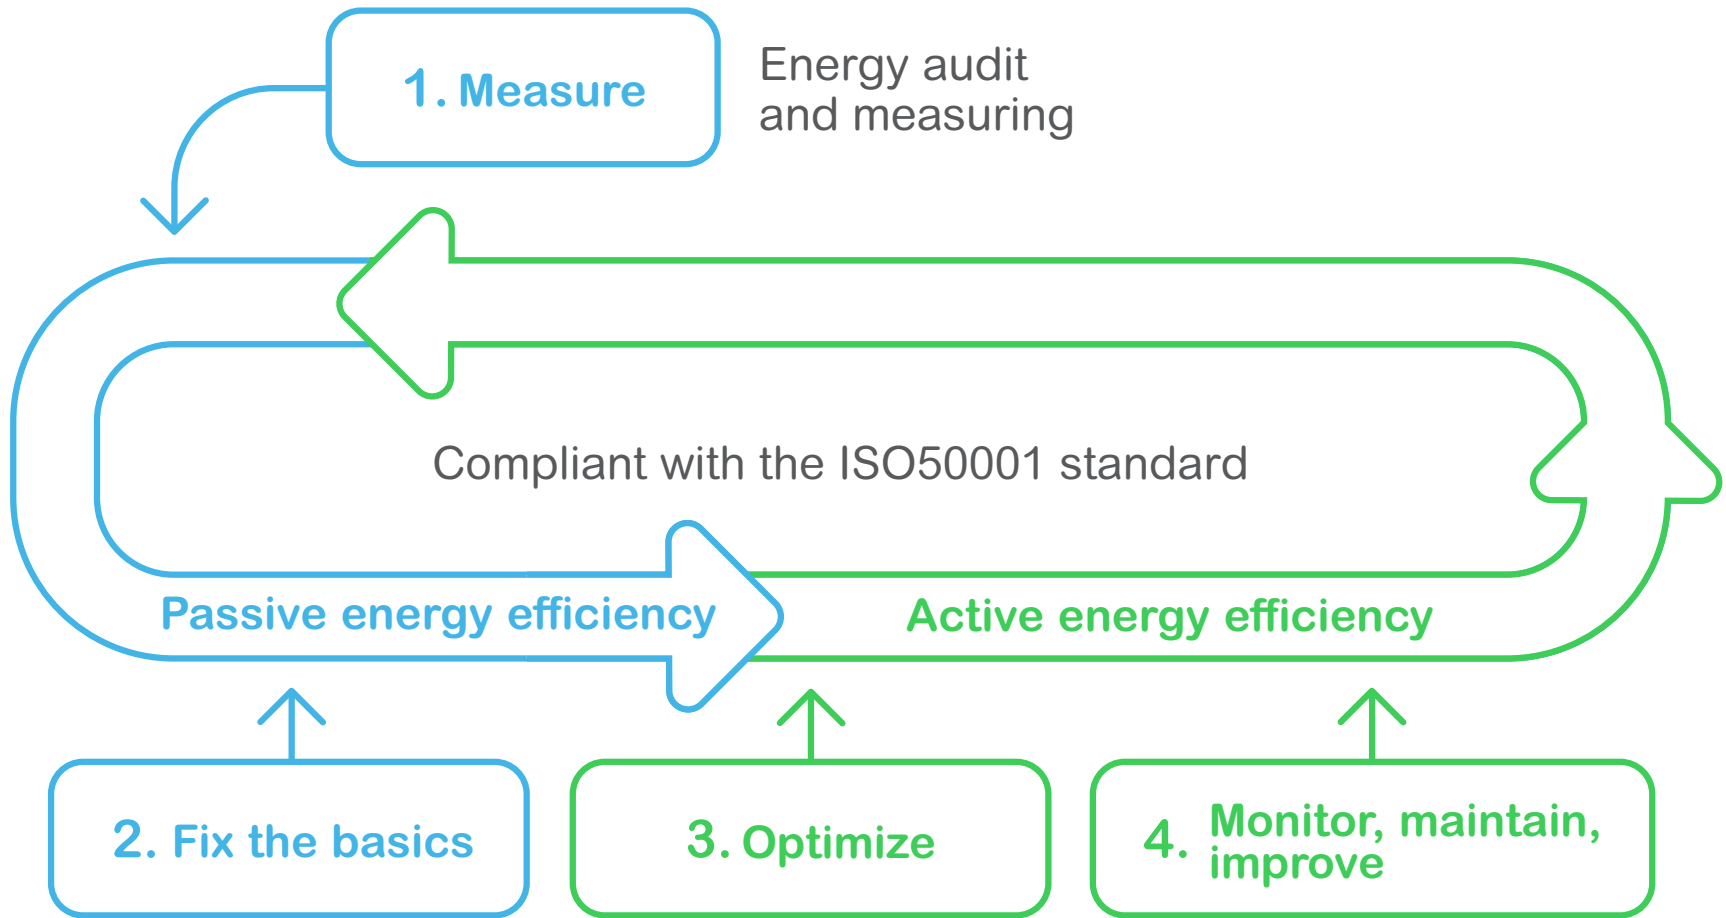 1. Measure
Energy audit
and measuring
Compliant with the ISO50001 standard
Passive energy efficiency
Active energy efficiency
2. Fix the basics
3. Optimize
4. Monitor, maintain,
improve